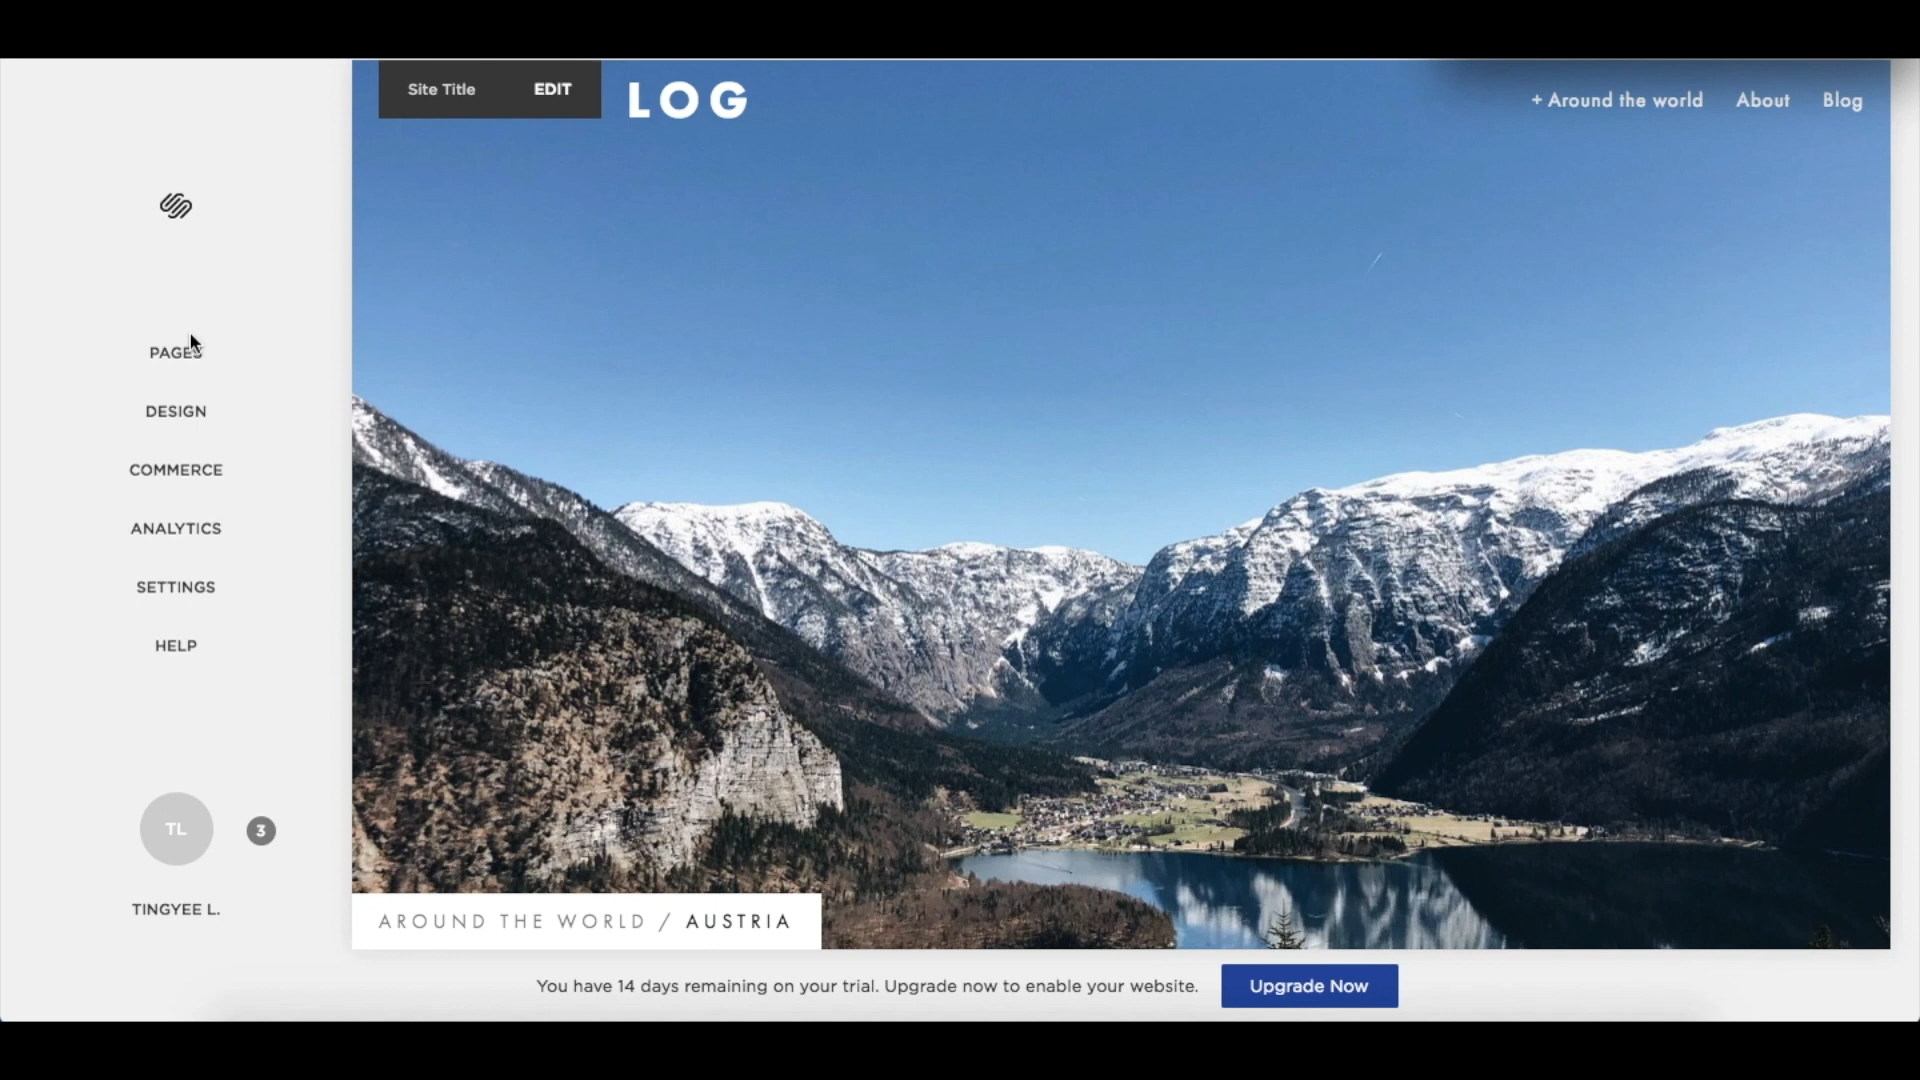 Site Title EDIT
LOG
+ Around the world About Blog
PAGES
DESIGN
COMMERCE
ANALYTICS
SETTINGS
HELP
TL
3
TINGYEE L.
AROUND THE WORLD / AUSTRIA
You have 14 days remaining on your trial. Upgrade now to enable your website.
Upgrade Now